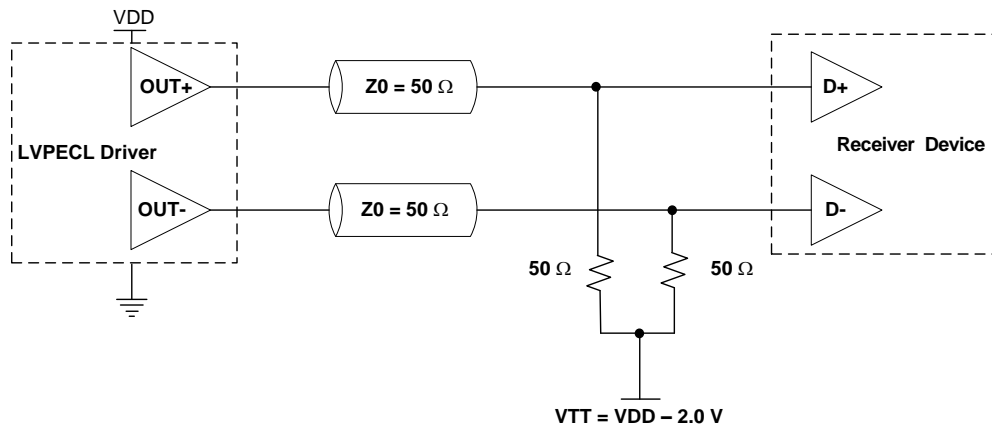 VDD
OUT+
Z0 = 50 Ω
D+
LVPECL Driver
Receiver Device
OUT-
Z0 = 50 Ω
D-
50 Ω
50 Ω
VTT = VDD – 2.0 V